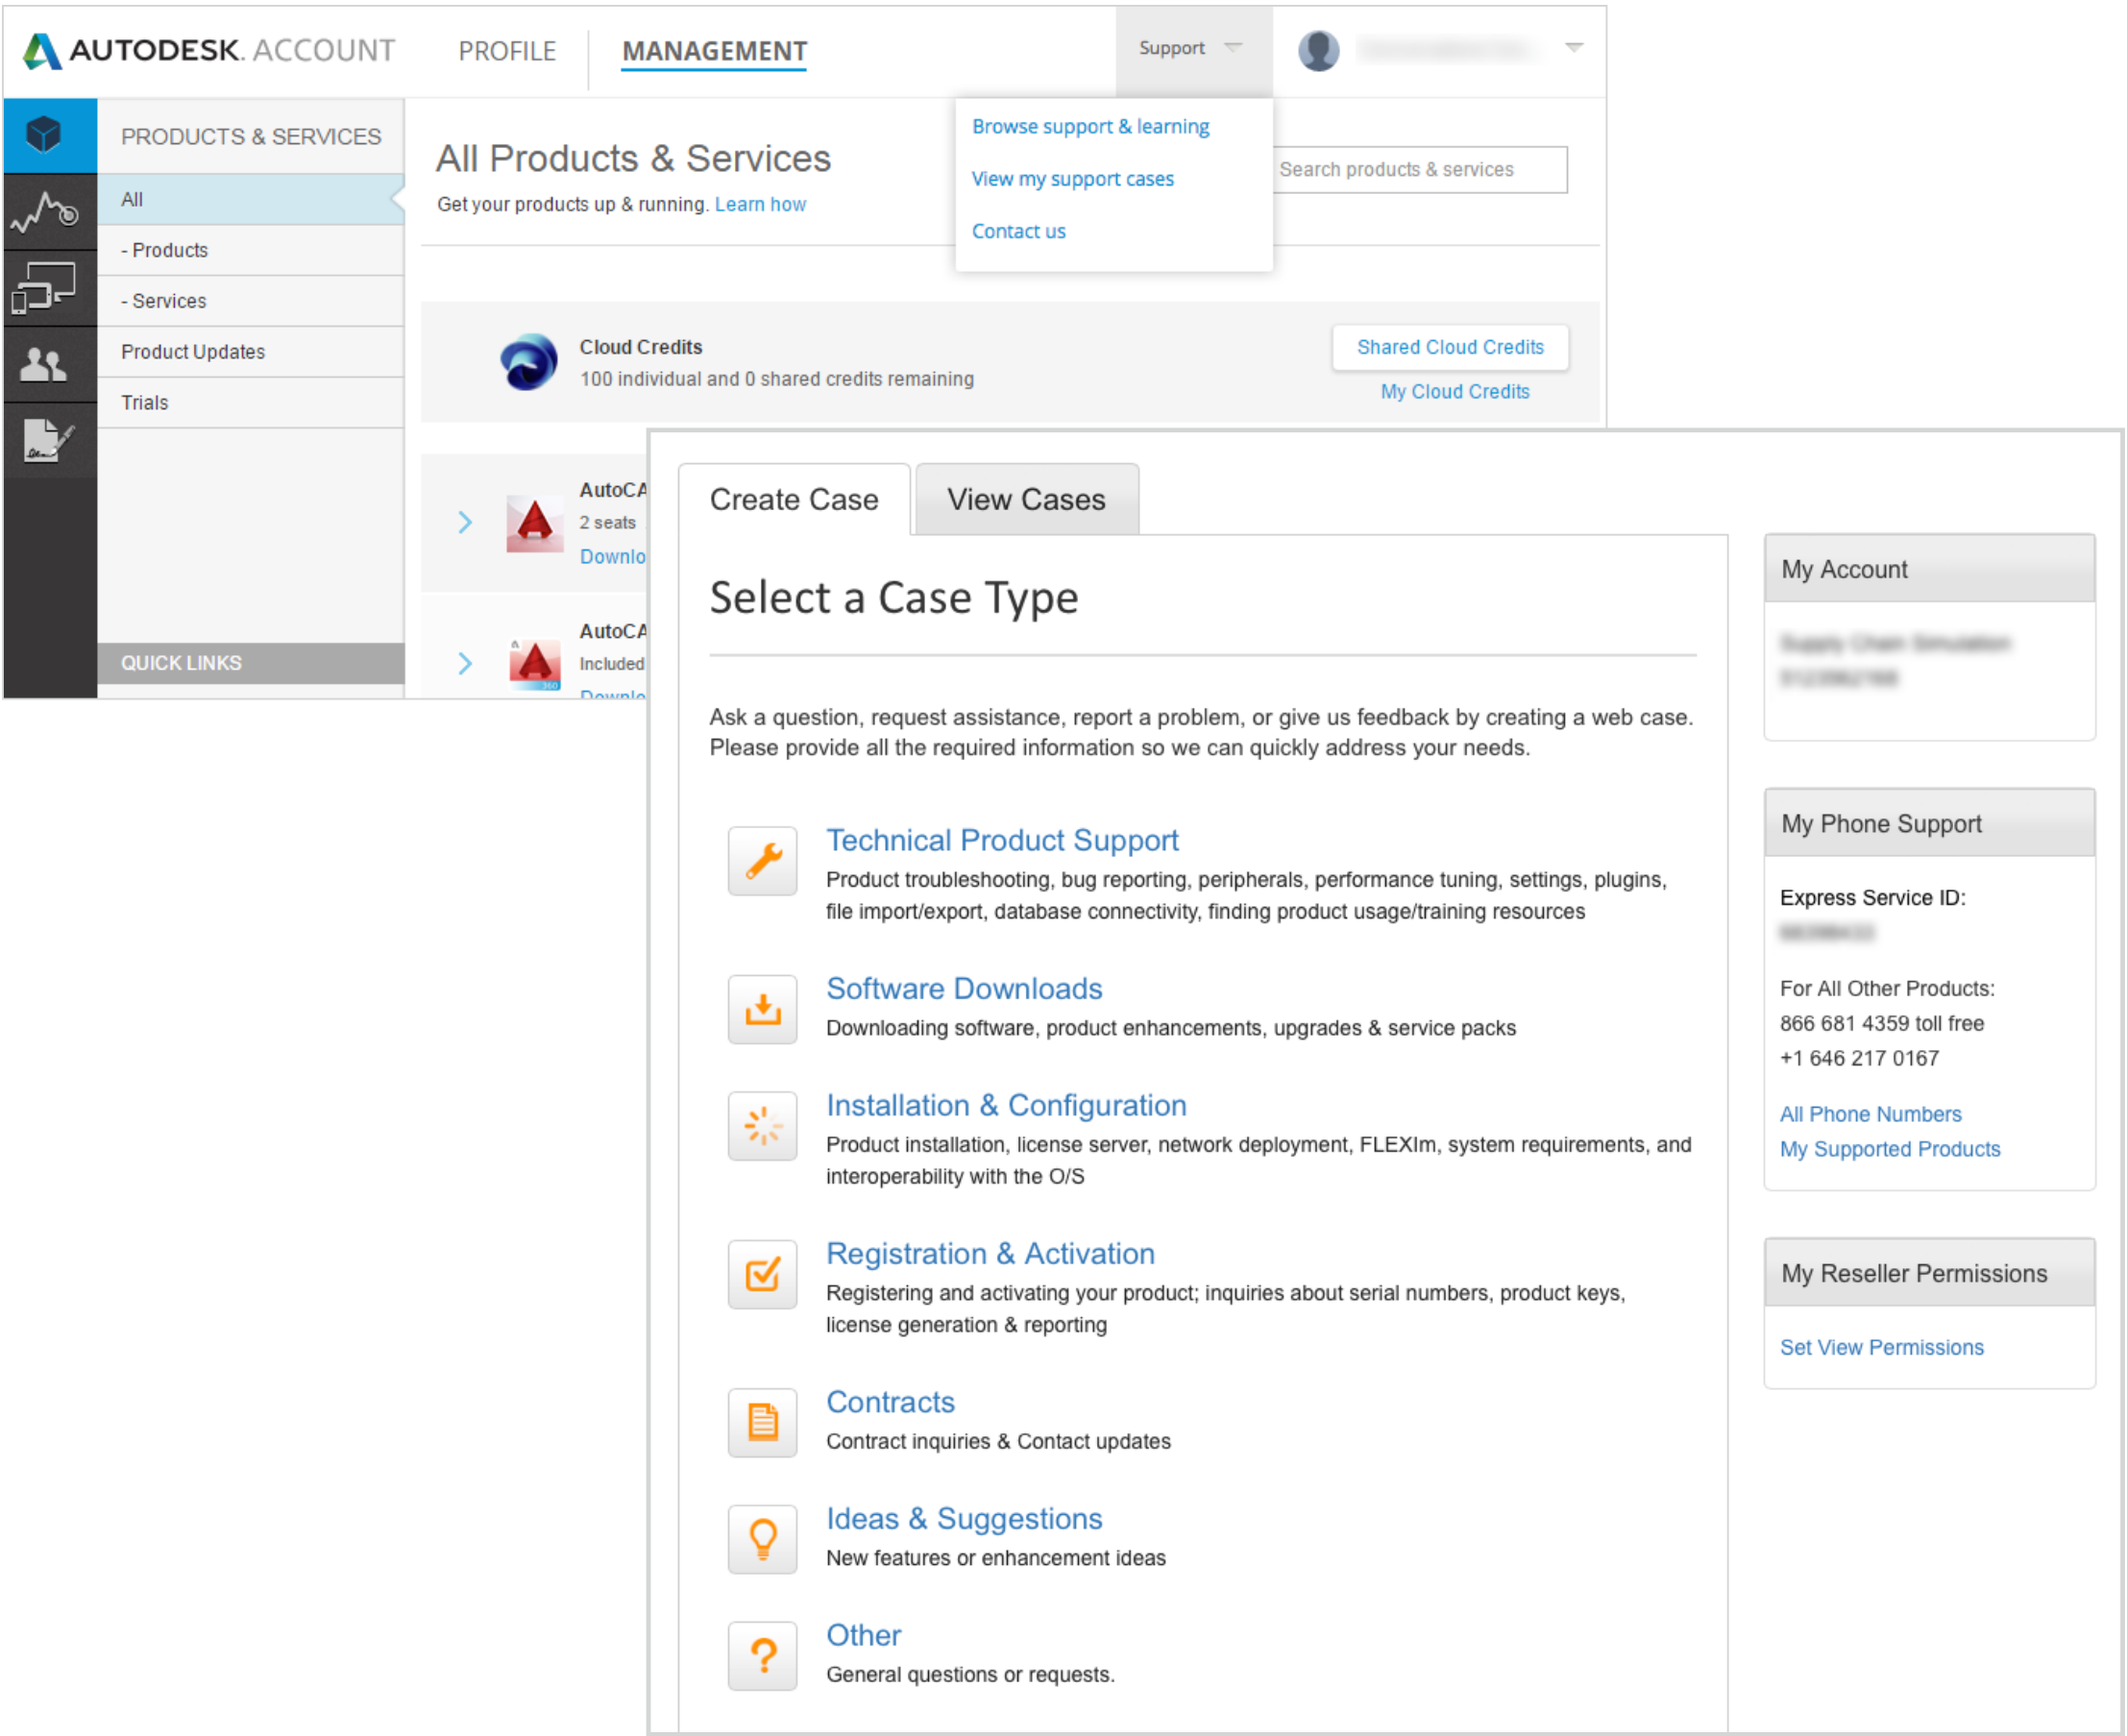 AUTODESK. ACCOUNT
PROFILE
MANAGEMENT
Support
Browse support & learning
View my support cases
Contact us
PRODUCTS & SERVICES
All
- Products
- Services
Product Updates
Trials
QUICK LINKS
All Products & Services
Get your products up & running. Learn how
Search products & services
Cloud Credits
100 individual and 0 shared credits remaining
Shared Cloud Credits
My Cloud Credits
AutoCA
2 seats
Downlo
AutoCA
Included
360
Downlo
Create Case
View Cases
Select a Case Type
Ask a question, request assistance, report a problem, or give us feedback by creating a web case.
Please provide all the required information so we can quickly address your needs.
Technical Product Support
Product troubleshooting, bug reporting, peripherals, performance tuning, settings, plugins,
file import/export, database connectivity, finding product usage/training resources
Software Downloads
Downloading software, product enhancements, upgrades & service packs
Installation & Configuration
Product installation, license server, network deployment, FLEXlm, system requirements, and
interoperability with the O/S
Registration & Activation
Registering and activating your product; inquiries about serial numbers, product keys,
license generation & reporting
Contracts
Contract inquiries & Contact updates
Ideas & Suggestions
New features or enhancement ideas
Other
General questions or requests.
My Account
My Phone Support
Express Service ID:
For All Other Products:
866 681 4359 toll free
+1 646 217 0167
All Phone Numbers
My Supported Products
My Reseller Permissions
Set View Permissions